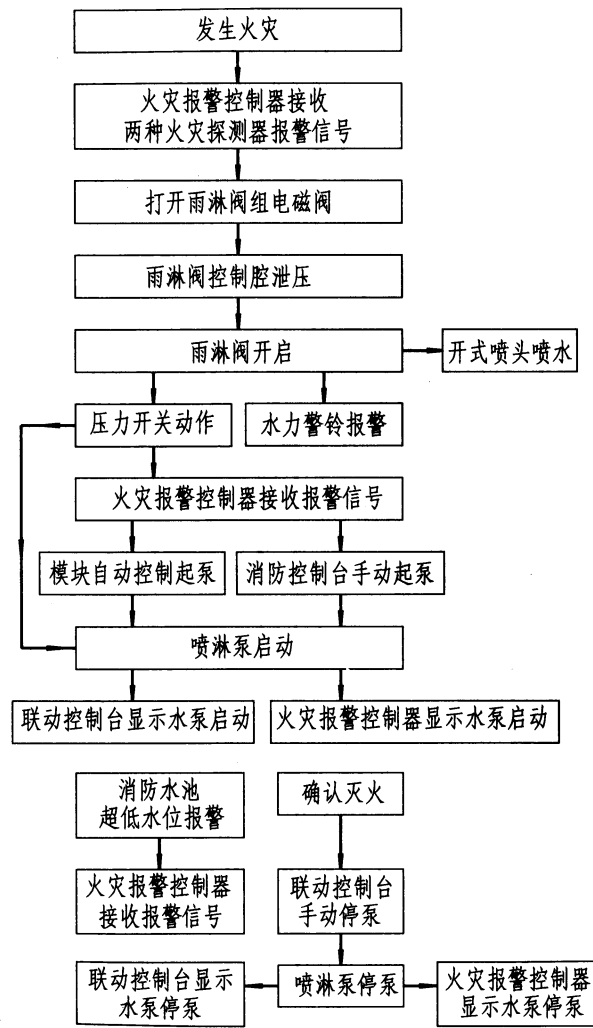 发生火灾
火灾报警控制器接收
两种火灾探测器报警信号
打开雨淋阀组电磁阀
雨淋阀控制腔泄压
雨淋阀开启
开式喷头喷水
压力开关动作
水力警铃报警
火灾报警控制器接收报警信号
模块自动控制起泵
消防控制台手动起泵
喷淋泵启动
联动控制台显示水泵启动
火灾报警控制器显示水泵启动
消防水池
超低水位报警
确认灭火
火灾报警控制器
接收报警信号
联动控制台
手动停泵
联动控制台显示
水泵停泵
喷淋泵停泵
火灾报警控制器
显示水泵停泵